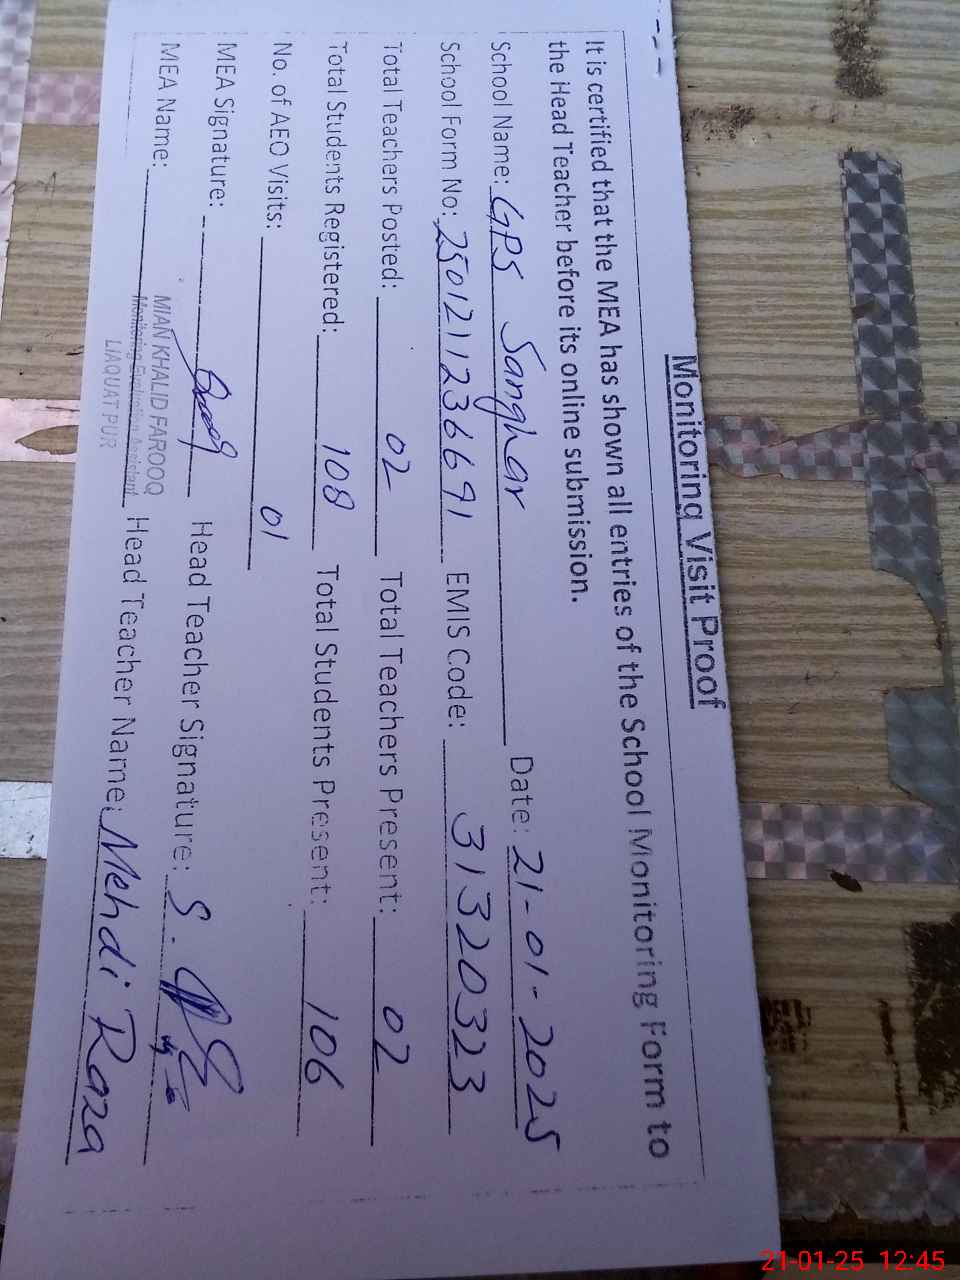 Monitoring Visit Proof
It is certified that the MEA has shown all entries of the School Monitoring Form to
the Head Teacher before its online submission.
School Name: GPS Sanghar Date: 21-01-2025
School Form No: 2501211236691 EMIS Code: 31320323
Total Teachers Posted: 02 Total Teachers Present: 02
Total Students Registered: 108 Total Students Present: 106
No. of AEO Visits: 01
MEA Signature: Head Teacher Signature:
MEA Name: MIAN KHALID FAROOQ Head Teacher Name: Mehdi Raza
Monitoring Evaluation Assistant
LIAQUAT PUR
21-01-25 12:45